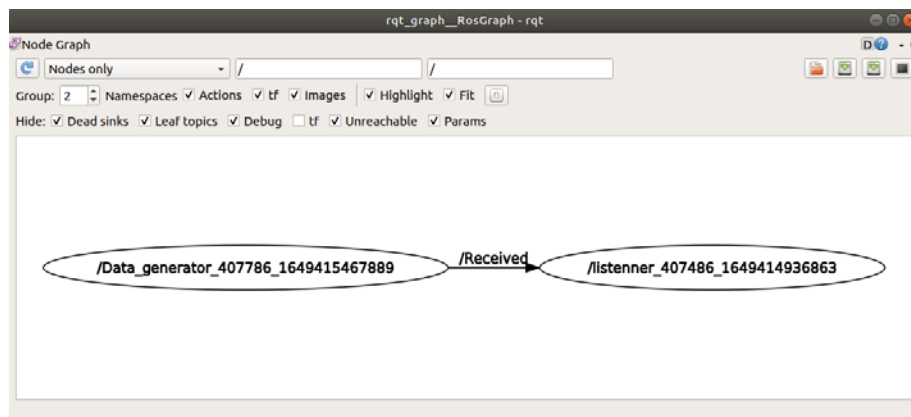 rqt_graph__RosGraph - rqt
Node Graph D ? -
Nodes only / /
Group: 2 Namespaces Actions tf Images Highlight Fit
Hide: Dead sinks Leaf topics Debug tf Unreachable Params
/Data_generator_407786_1649415467889 /Received /listenner_407486_1649414936863